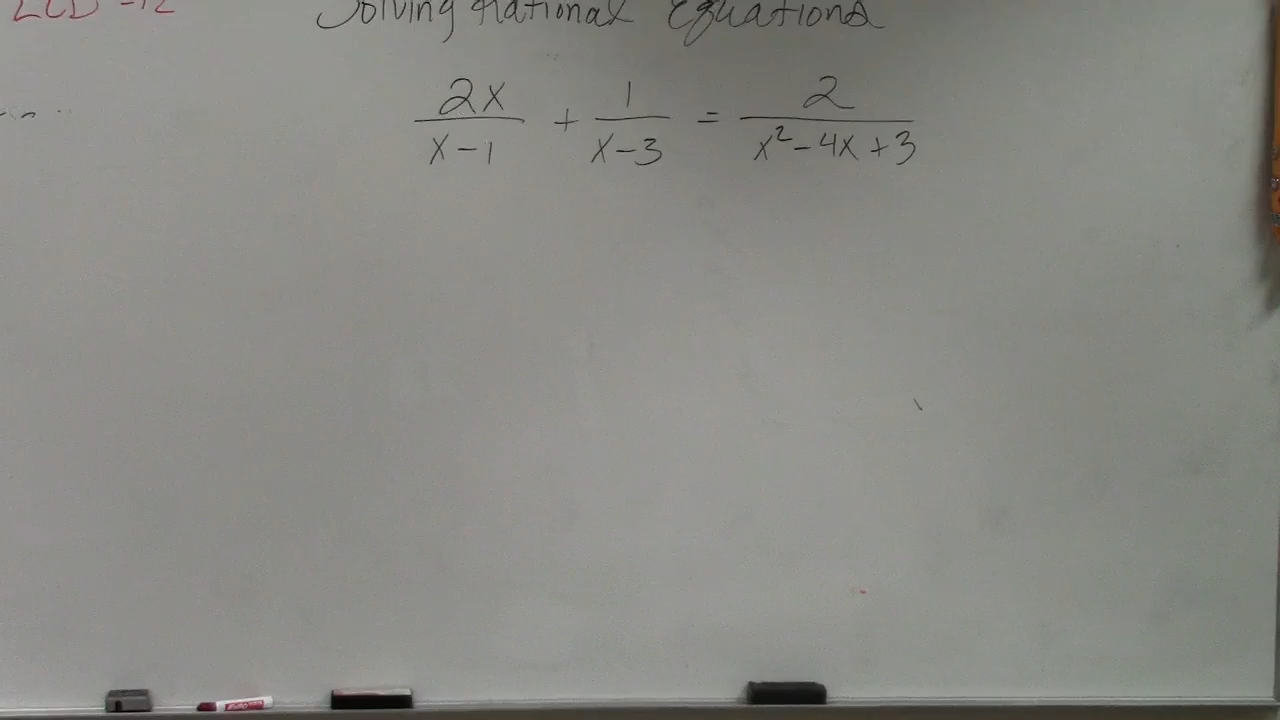 LCD = 12
Solving Rational Equations
2x/(x-1) + 1/(x-3) = 2/(x²-4x+3)